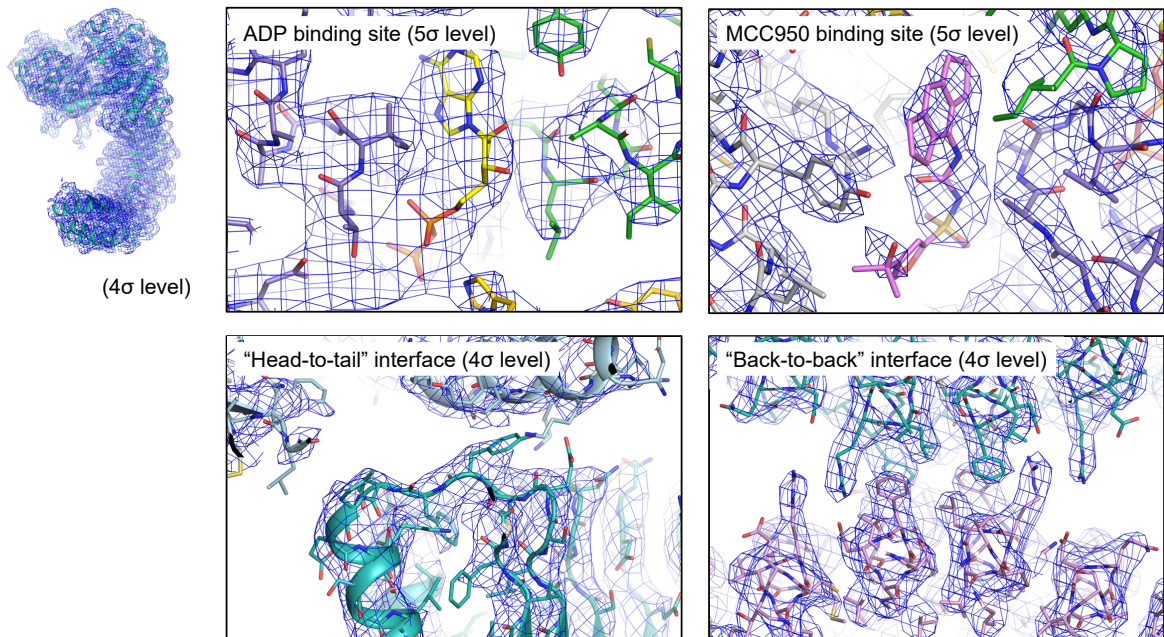 ADP binding site (5σ level)
MCC950 binding site (5σ level)
(4σ level)
“Head-to-tail” interface (4σ level)
“Back-to-back” interface (4σ level)